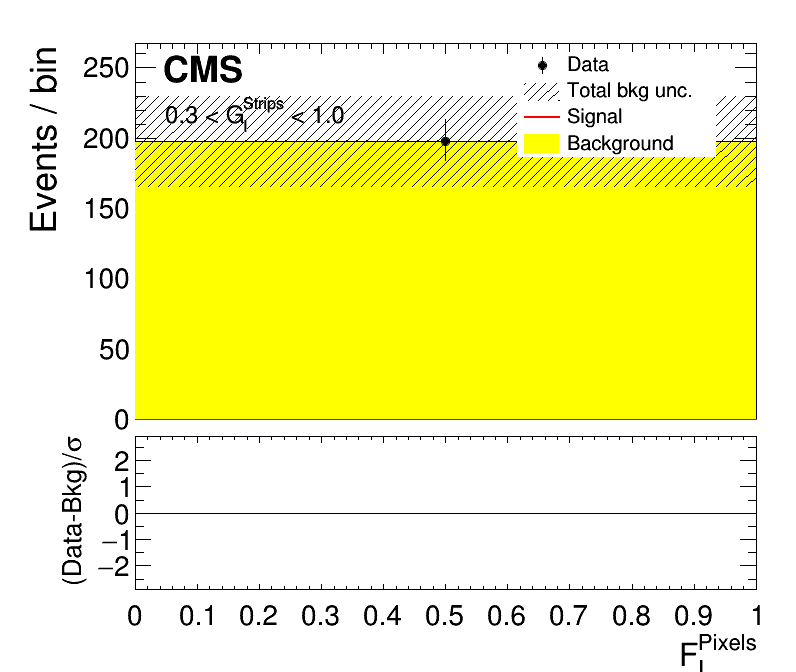 Events / bin
250
200
150
100
50
0
CMS
0.3 < G_I^Strips < 1.0
Data
Total bkg unc.
Signal
Background
(Data-Bkg)/σ
2
1
0
−1
−2
0 0.1 0.2 0.3 0.4 0.5 0.6 0.7 0.8 0.9 1
F_I^Pixels